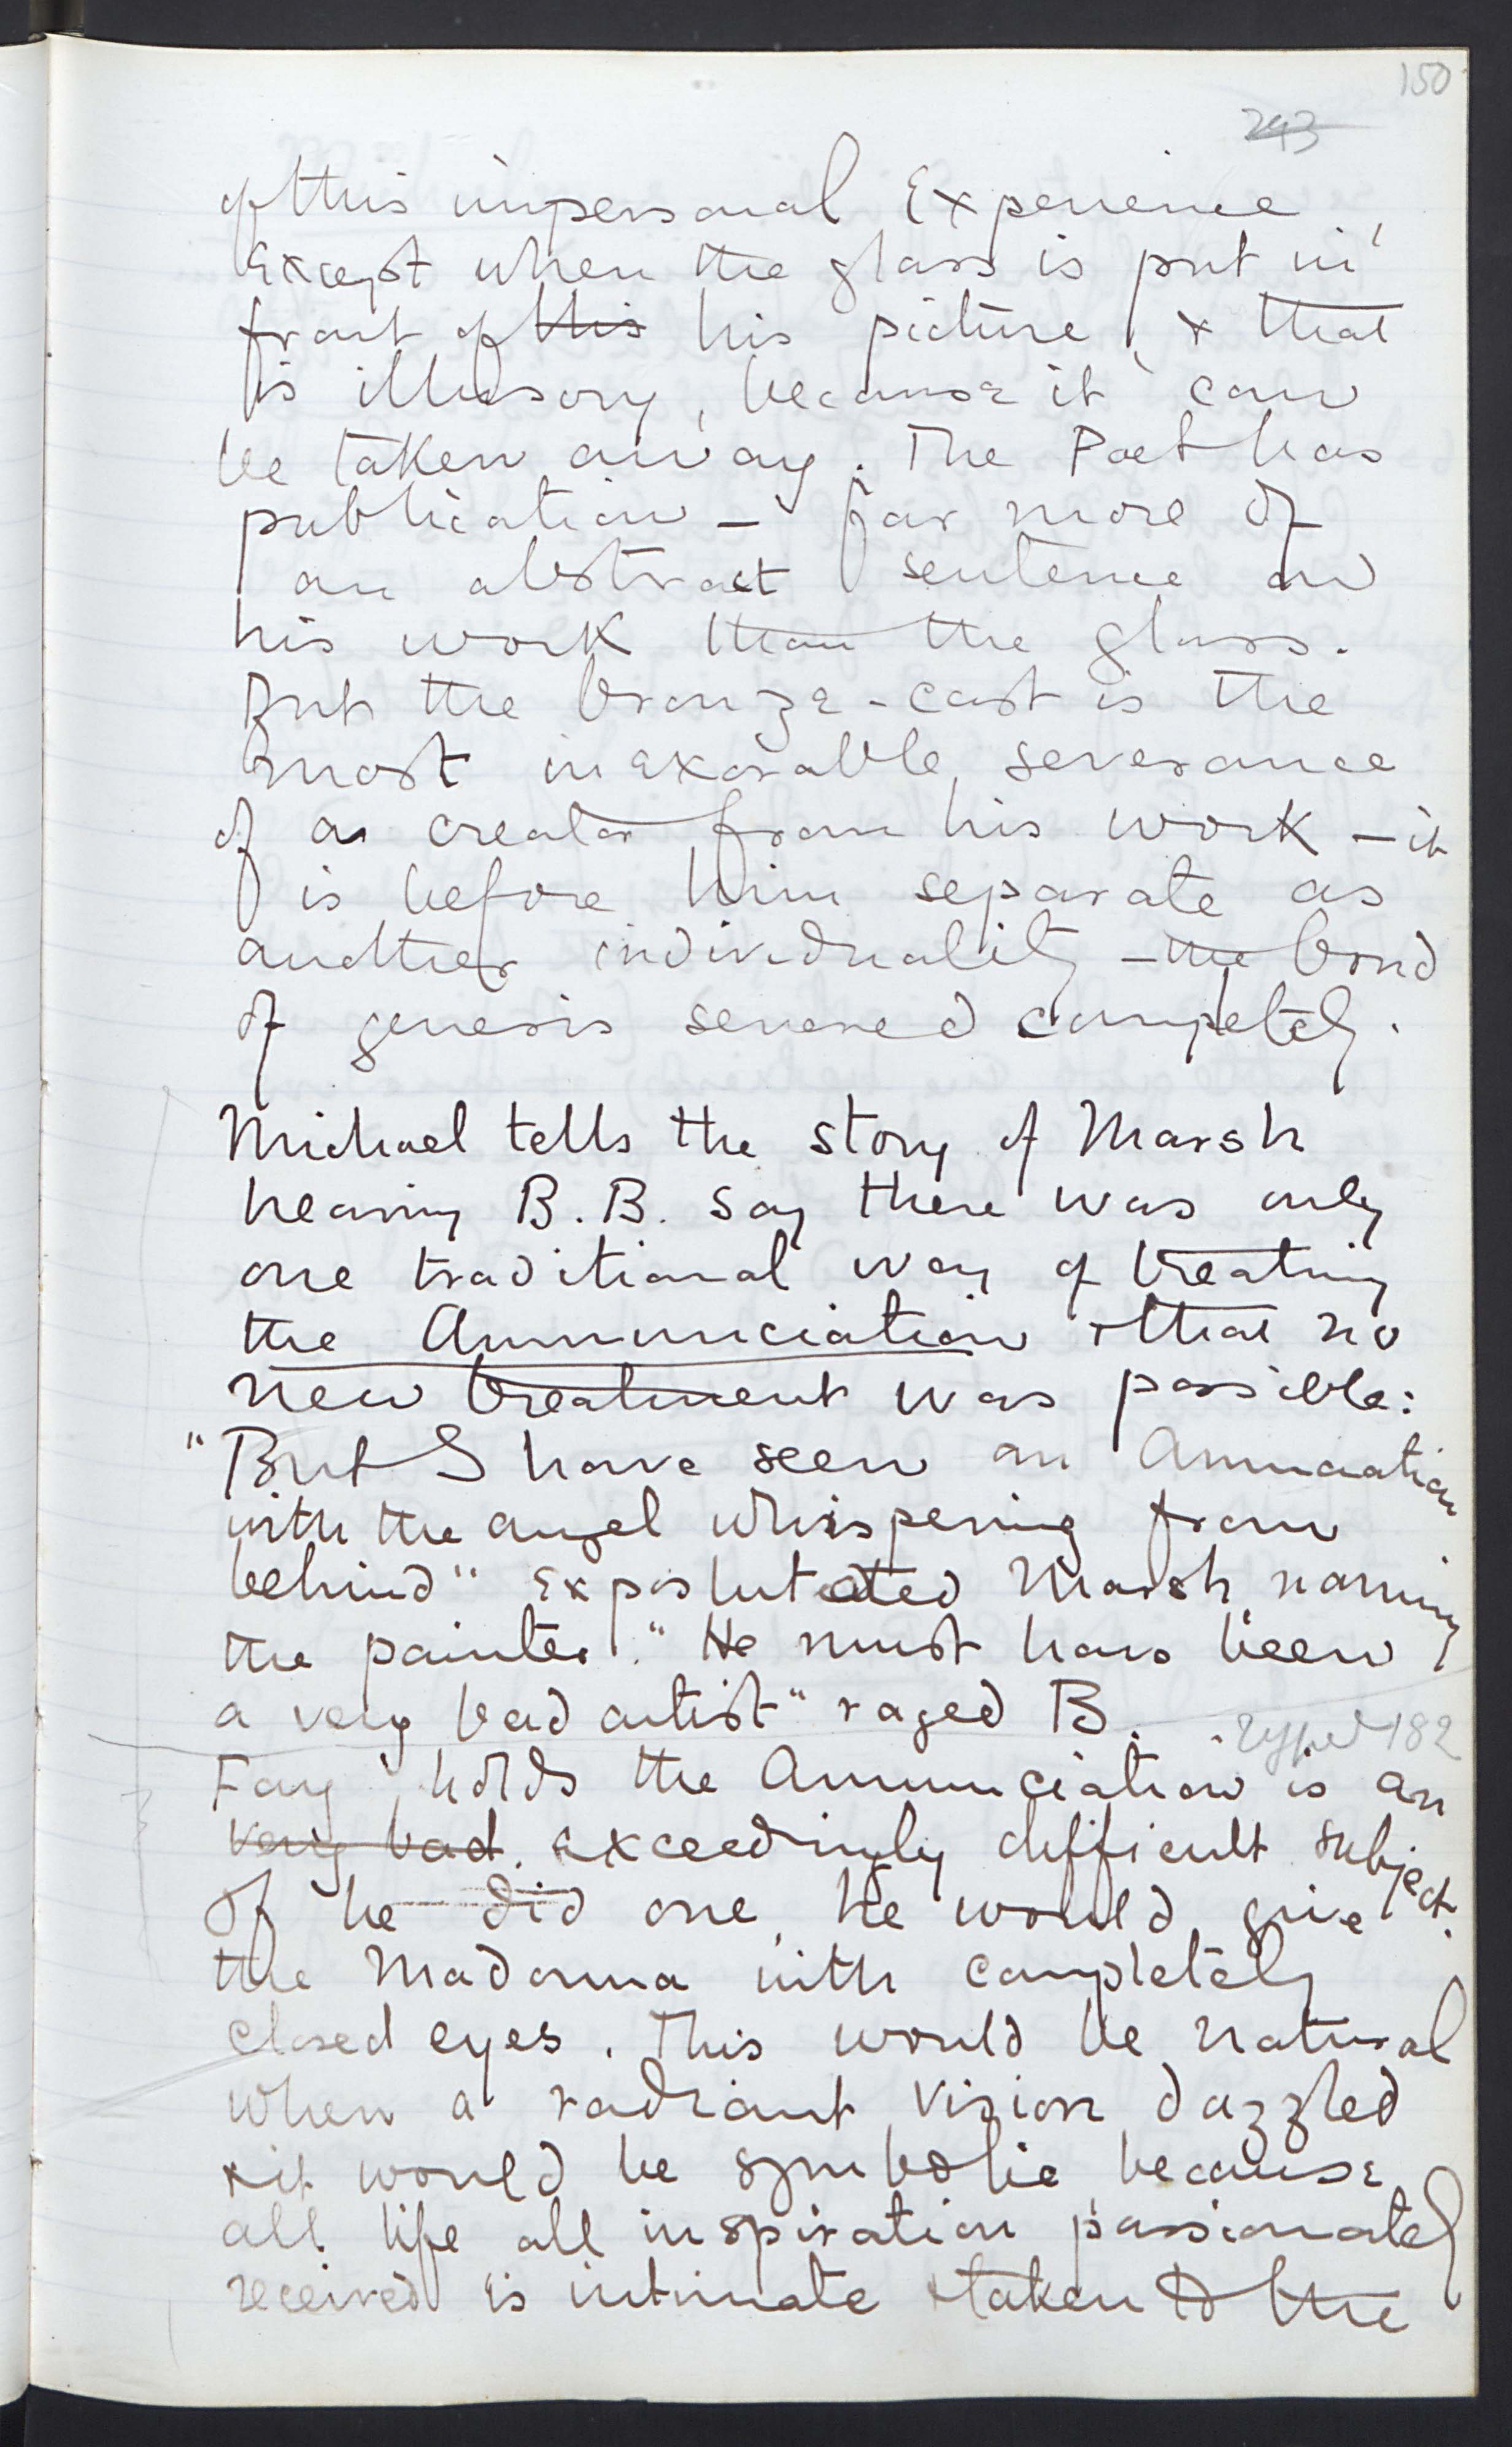 150
243
of this impersonal Experience,
Except when the glass is put in
front of this his picture, & that
is illusory, because it can
be taken away. The Poet has
publication – far more of
an abstract sentence on
his work than the glass.
But the bronze-cast is the
most inexorable severance
of a creator from his work – it
is before him separate as
another individuality – the bond
of genesis severed completely.
Michael tells the story of Marsh
hearing B.B. say there was only
one traditional way of treating
the Annunciation & that no
new treatment was possible:
"But I have seen an Annunciation
with the angel whispering from
behind" expostulated Marsh naming
the painter. "He must have been
a very bad artist" raged B.
typed 182
Fay holds the Annunciation is an
very bad exceedingly difficult subject.
If he did one, he would give
the Madonna with completely
closed eyes. This would be natural
when a radiant vision dazzled
& it would be symbolic because
all life all inspiration passionately
received is intimate & taken to the